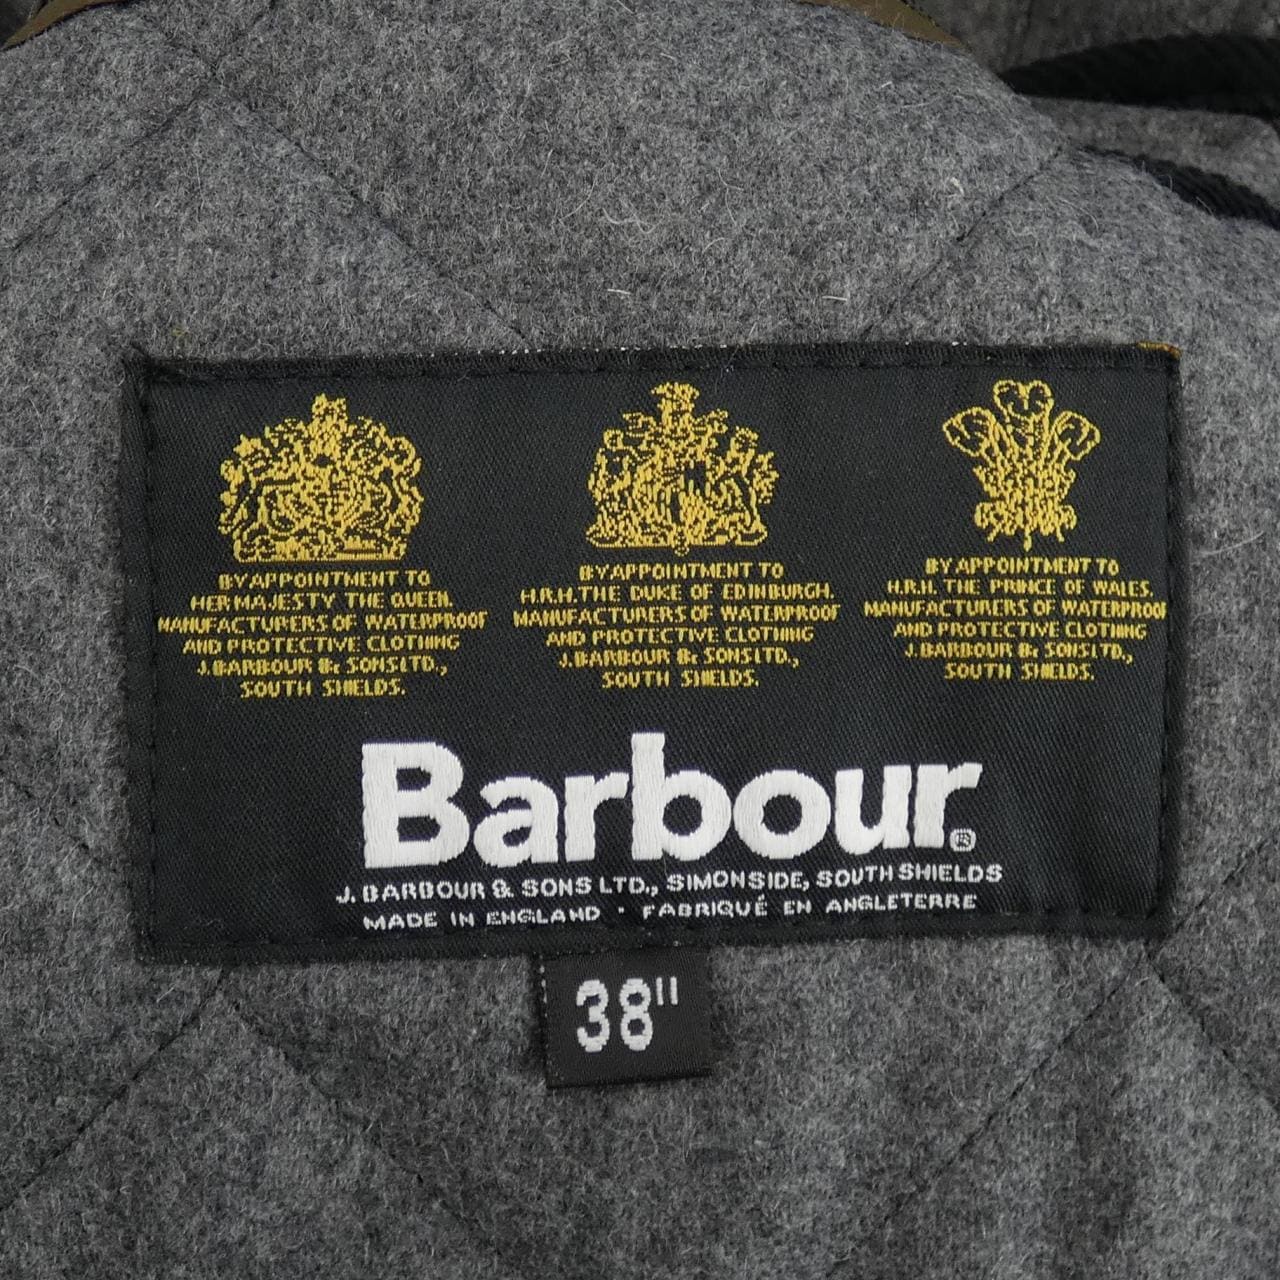 BY APPOINTMENT TO
HER MAJESTY THE QUEEN.
MANUFACTURERS OF WATERPROOF
AND PROTECTIVE CLOTHING
J. BARBOUR & SONS LTD.,
SOUTH SHIELDS.
BY APPOINTMENT TO
H.R.H. THE DUKE OF EDINBURGH.
MANUFACTURERS OF WATERPROOF
AND PROTECTIVE CLOTHING
J. BARBOUR & SONS LTD.,
SOUTH SHIELDS.
BY APPOINTMENT TO
H.R.H. THE PRINCE OF WALES.
MANUFACTURERS OF WATERPROOF
AND PROTECTIVE CLOTHING
J. BARBOUR & SONS LTD.,
SOUTH SHIELDS.
Barbour®
J. BARBOUR & SONS LTD., SIMONSIDE, SOUTH SHIELDS
MADE IN ENGLAND · FABRIQUÉ EN ANGLETERRE
38"